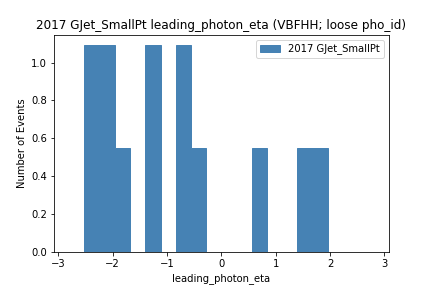 2017 GJet_SmallPt leading_photon_eta (VBFHH; loose pho_id)
2017 GJet_SmallPt
Number of Events
1.0
0.8
0.6
0.4
0.2
0.0
−3 −2 −1 0 1 2 3
leading_photon_eta